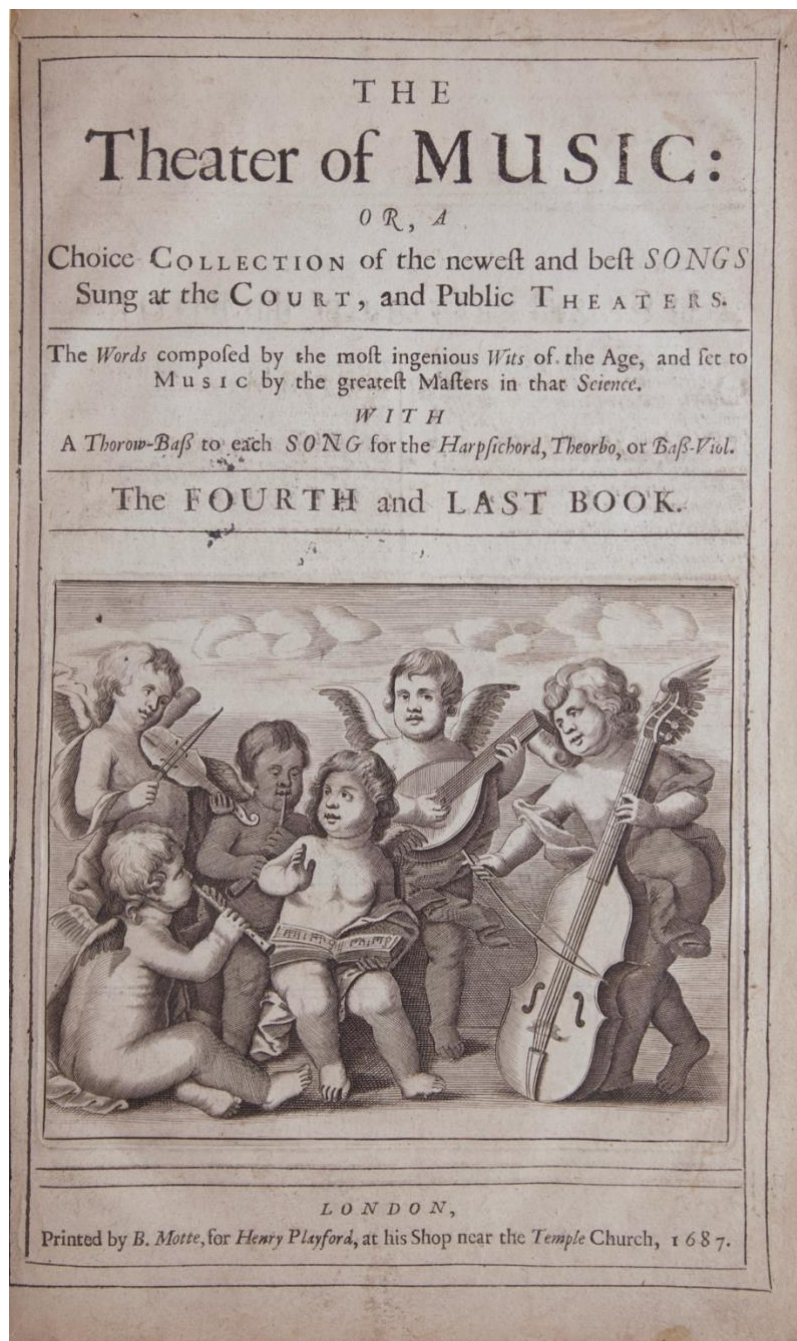 THE
Theater of MUSIC:
OR, A
Choice COLLECTION of the neweſt and beſt SONGS
Sung at the COURT, and Public THEATERS.
The Words compoſed by the moſt ingenious Wits of the Age, and ſet to
MUSIC by the greateſt Maſters in that Science.
WITH
A Thorow-Baß to each SONG for the Harpſichord, Theorbo, or Baß-Viol.
The FOURTH and LAST BOOK.
LONDON,
Printed by B. Motte, for Henry Playford, at his Shop near the Temple Church, 1687.